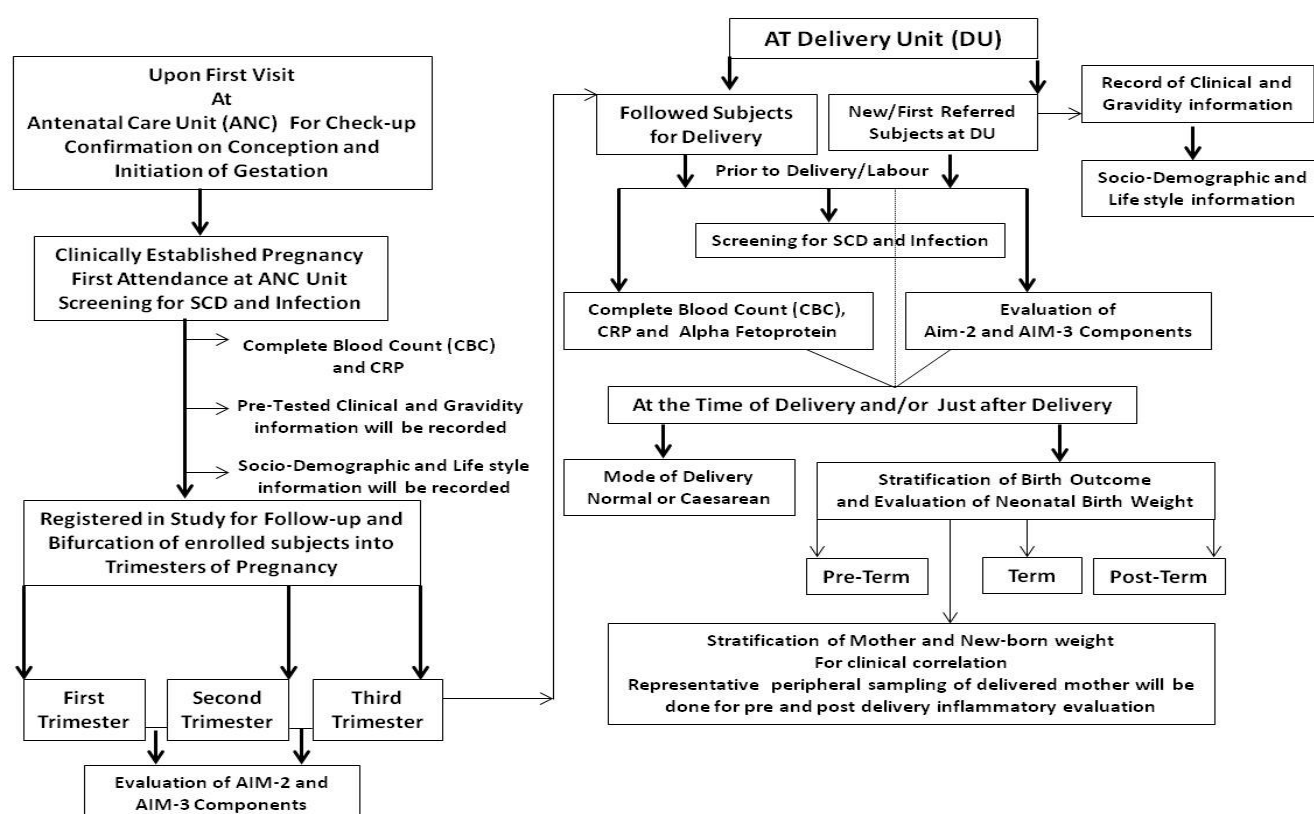 Upon First Visit
At
Antenatal Care Unit (ANC) For Check-up
Confirmation on Conception and
Initiation of Gestation
Clinically Established Pregnancy
First Attendance at ANC Unit
Screening for SCD and Infection
Complete Blood Count (CBC)
and CRP
Pre-Tested Clinical and Gravidity
information will be recorded
Socio-Demographic and Life style
information will be recorded
Registered in Study for Follow-up and
Bifurcation of enrolled subjects into
Trimesters of Pregnancy
First
Trimester
Second
Trimester
Third
Trimester
Evaluation of AIM-2 and
AIM-3 Components
AT Delivery Unit (DU)
Followed Subjects
for Delivery
New/First Referred
Subjects at DU
Record of Clinical and
Gravidity information
Socio-Demographic and
Life style information
Prior to Delivery/Labour
Screening for SCD and Infection
Complete Blood Count (CBC),
CRP and Alpha Fetoprotein
Evaluation of
Aim-2 and AIM-3 Components
At the Time of Delivery and/or Just after Delivery
Mode of Delivery
Normal or Caesarean
Stratification of Birth Outcome
and Evaluation of Neonatal Birth Weight
Pre-Term
Term
Post-Term
Stratification of Mother and New-born weight
For clinical correlation
Representative peripheral sampling of delivered mother will be
done for pre and post delivery inflammatory evaluation